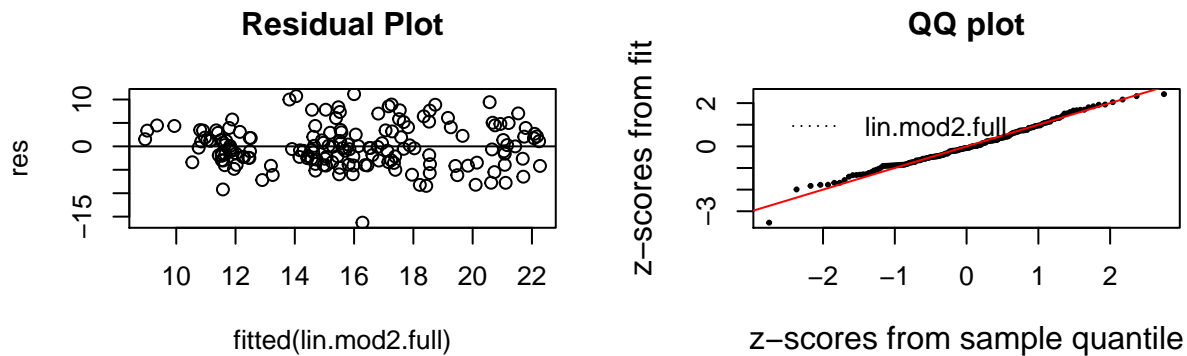 Residual Plot
res
10
0
−15
10 12 14 16 18 20 22
fitted(lin.mod2.full)
QQ plot
z−scores from fit
2
0
−3
lin.mod2.full
−2 −1 0 1 2
z−scores from sample quantile